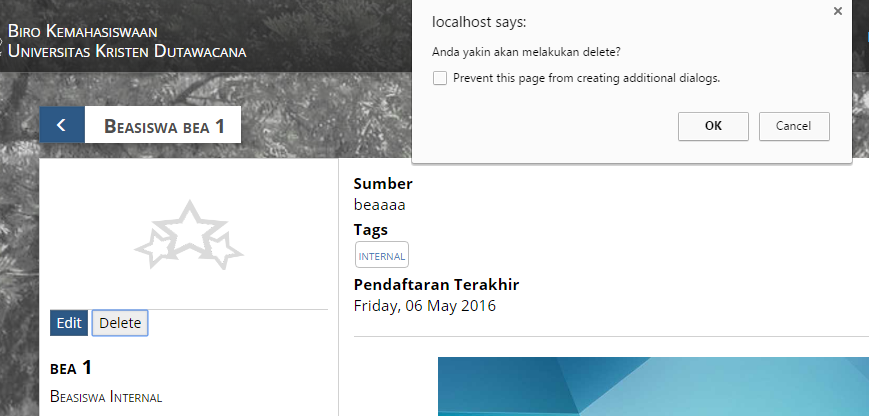 Biro Kemahasiswaan
Universitas Kristen Dutawacana
localhost says:
Anda yakin akan melakukan delete?
Prevent this page from creating additional dialogs.
OK
Cancel
Beasiswa bea 1
Sumber
beaaaa
Tags
internal
Pendaftaran Terakhir
Friday, 06 May 2016
Edit
Delete
bea 1
Beasiswa Internal